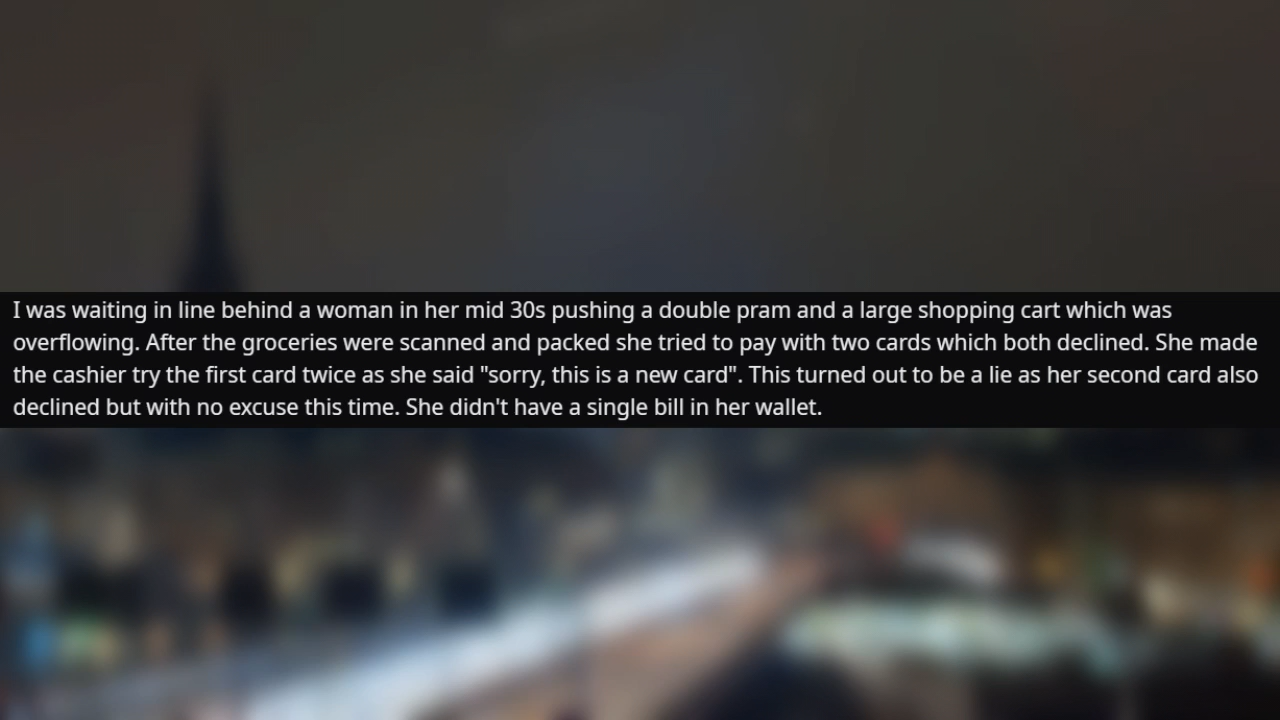 I was waiting in line behind a woman in her mid 30s pushing a double pram and a large shopping cart which was
overflowing. After the groceries were scanned and packed she tried to pay with two cards which both declined. She made
the cashier try the first card twice as she said "sorry, this is a new card". This turned out to be a lie as her second card also
declined but with no excuse this time. She didn't have a single bill in her wallet.